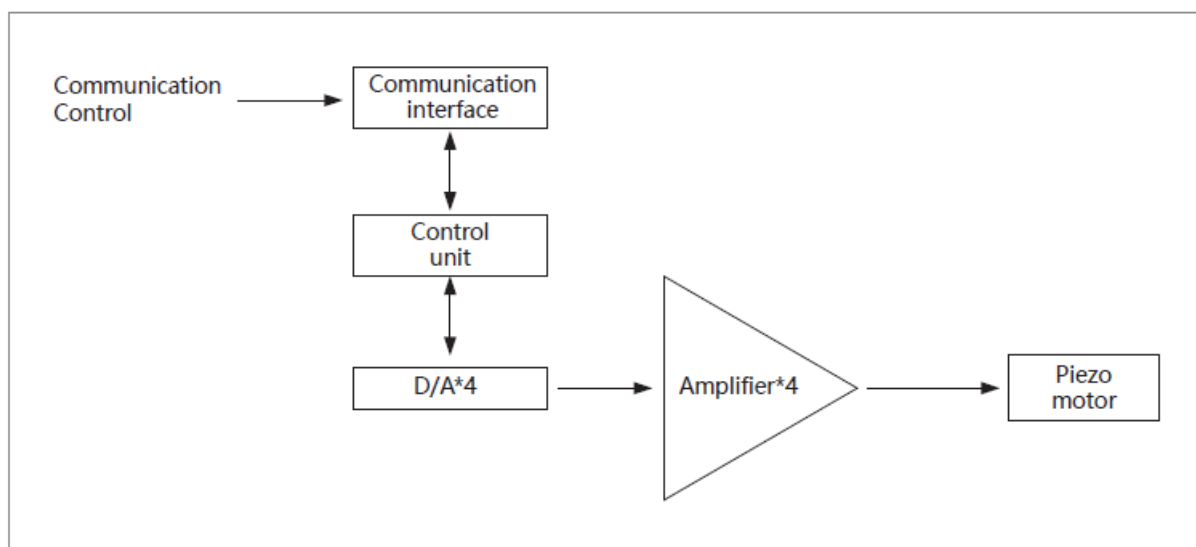 Communication
Control
Communication
interface
Control
unit
D/A*4
Amplifier*4
Piezo
motor